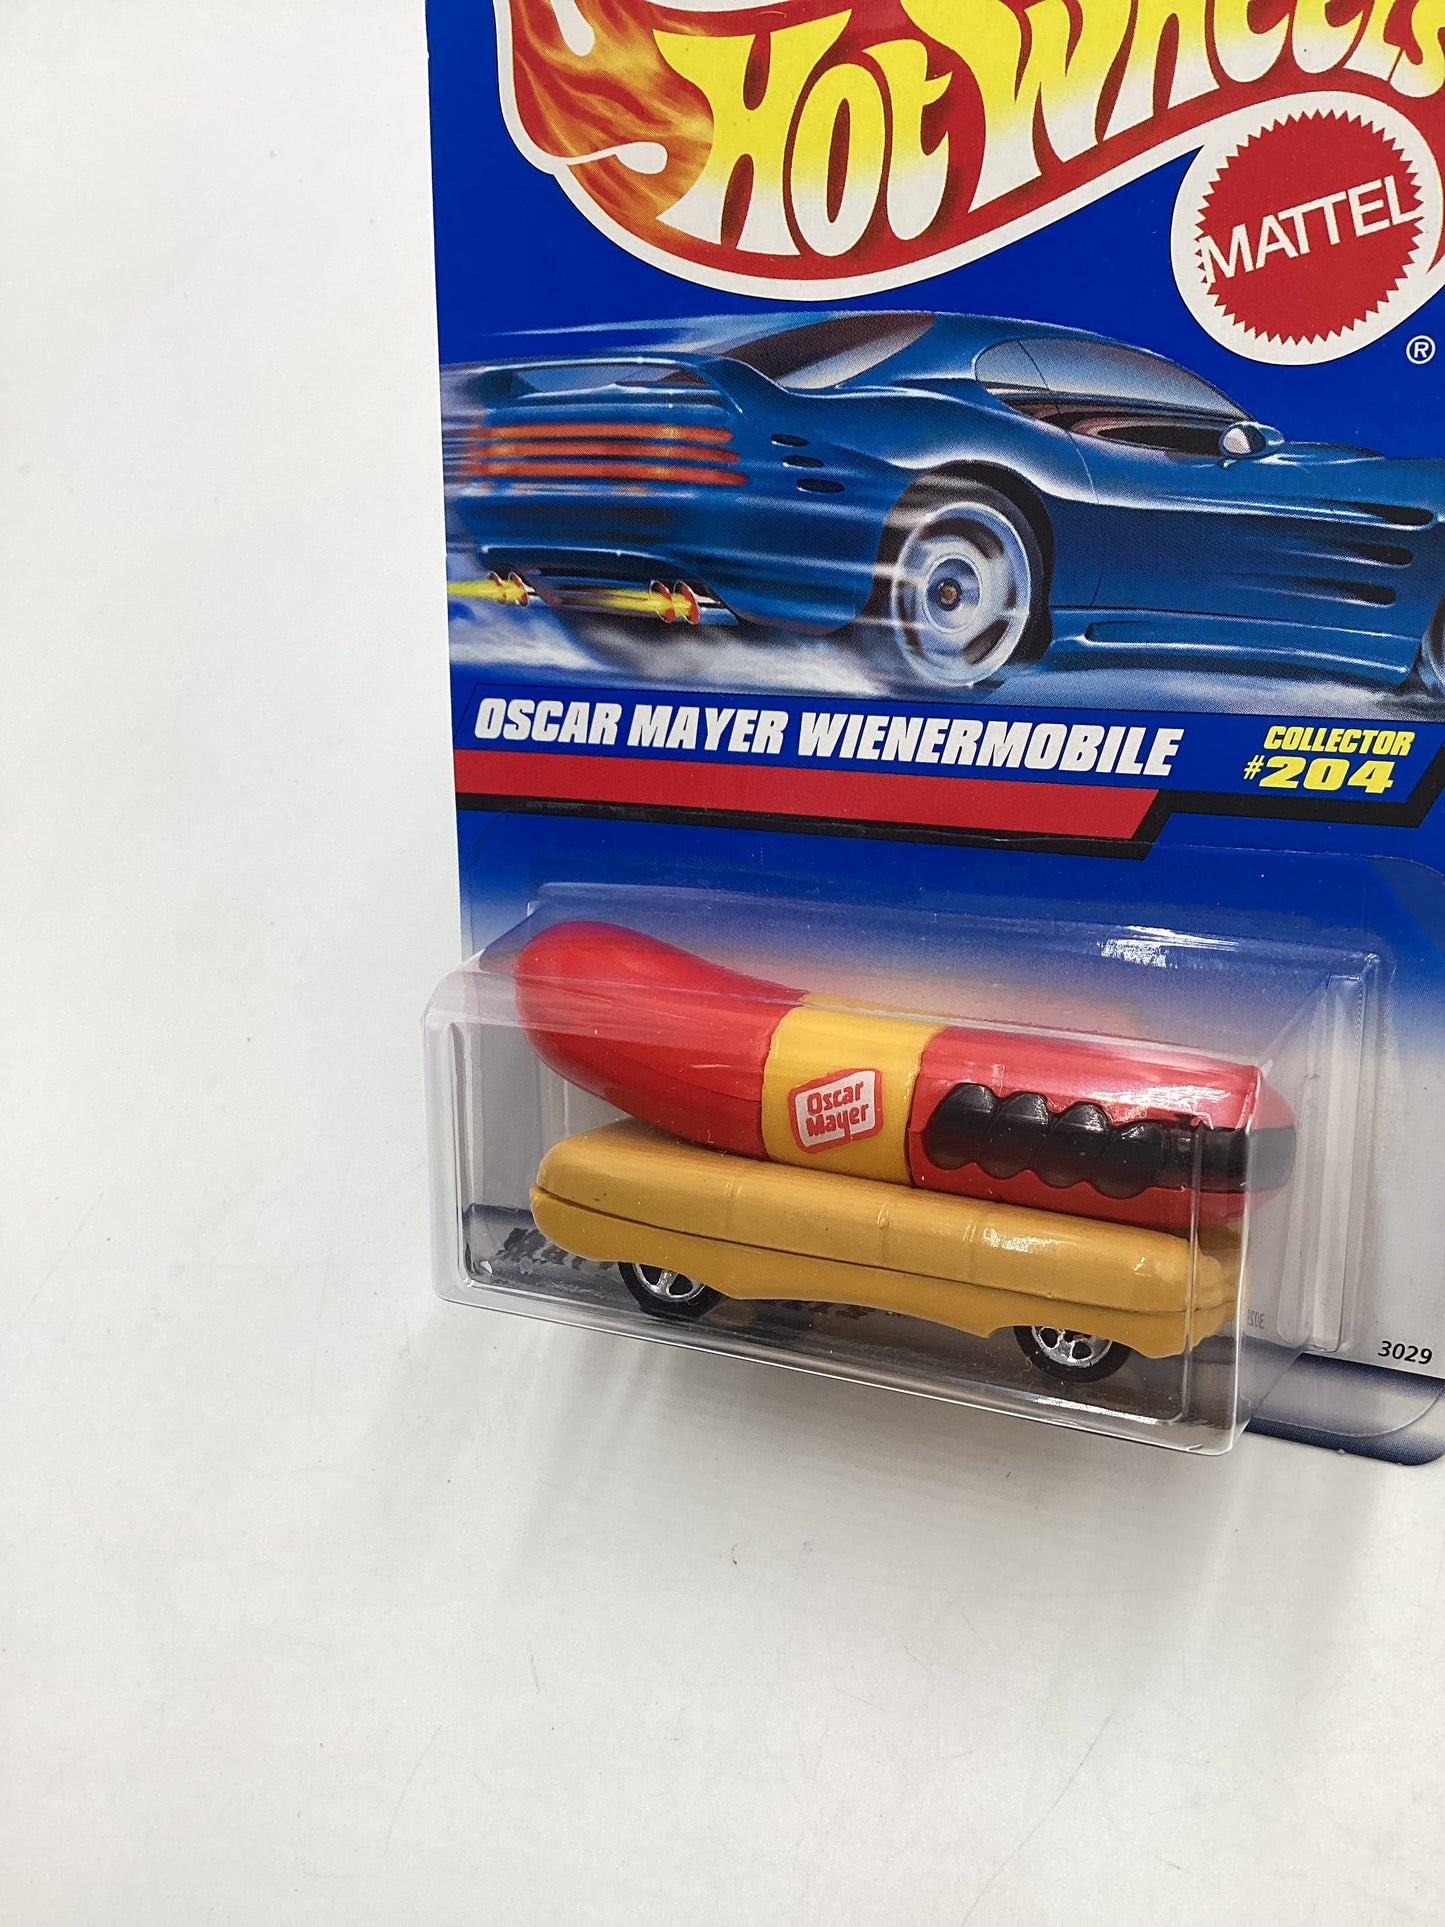 HOT WHEELS
MATTEL
®
OSCAR MAYER WIENERMOBILE
COLLECTOR
#204
Oscar
Mayer
3029